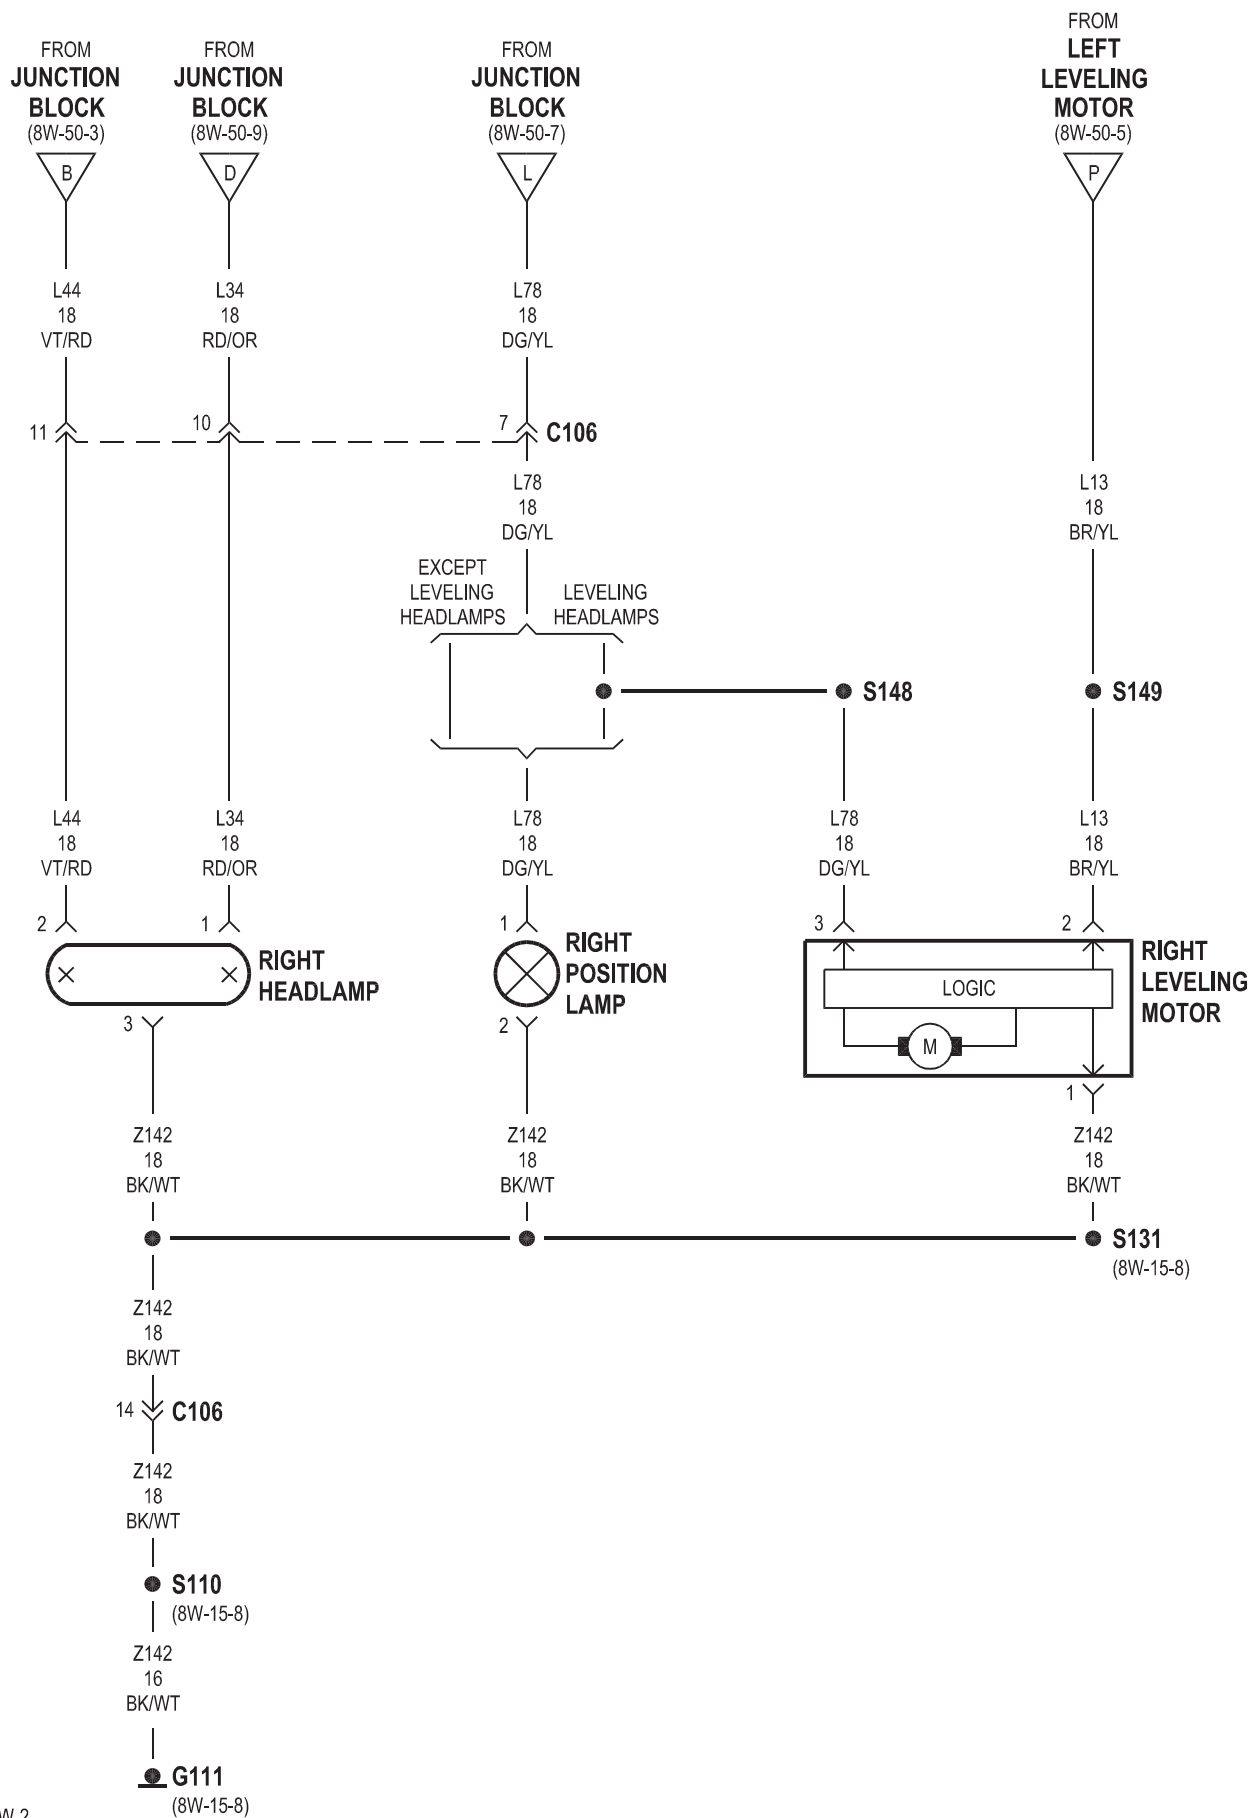 FROM
JUNCTION
BLOCK
(8W-50-3)
B
FROM
JUNCTION
BLOCK
(8W-50-9)
D
FROM
JUNCTION
BLOCK
(8W-50-7)
L
FROM
LEFT
LEVELING
MOTOR
(8W-50-5)
P
L44
18
VT/RD
L34
18
RD/OR
L78
18
DG/YL
11
10
7
C106
L78
18
DG/YL
L13
18
BR/YL
EXCEPT
LEVELING
HEADLAMPS
LEVELING
HEADLAMPS
S148
S149
L44
18
VT/RD
L34
18
RD/OR
L78
18
DG/YL
L78
18
DG/YL
L13
18
BR/YL
2
1
RIGHT
HEADLAMP
3
1
RIGHT
POSITION
LAMP
2
3
2
RIGHT
LEVELING
MOTOR
LOGIC
M
1
Z142
18
BK/WT
Z142
18
BK/WT
Z142
18
BK/WT
S131
(8W-15-8)
Z142
18
BK/WT
14
C106
Z142
18
BK/WT
S110
(8W-15-8)
Z142
16
BK/WT
G111
(8W-15-8)